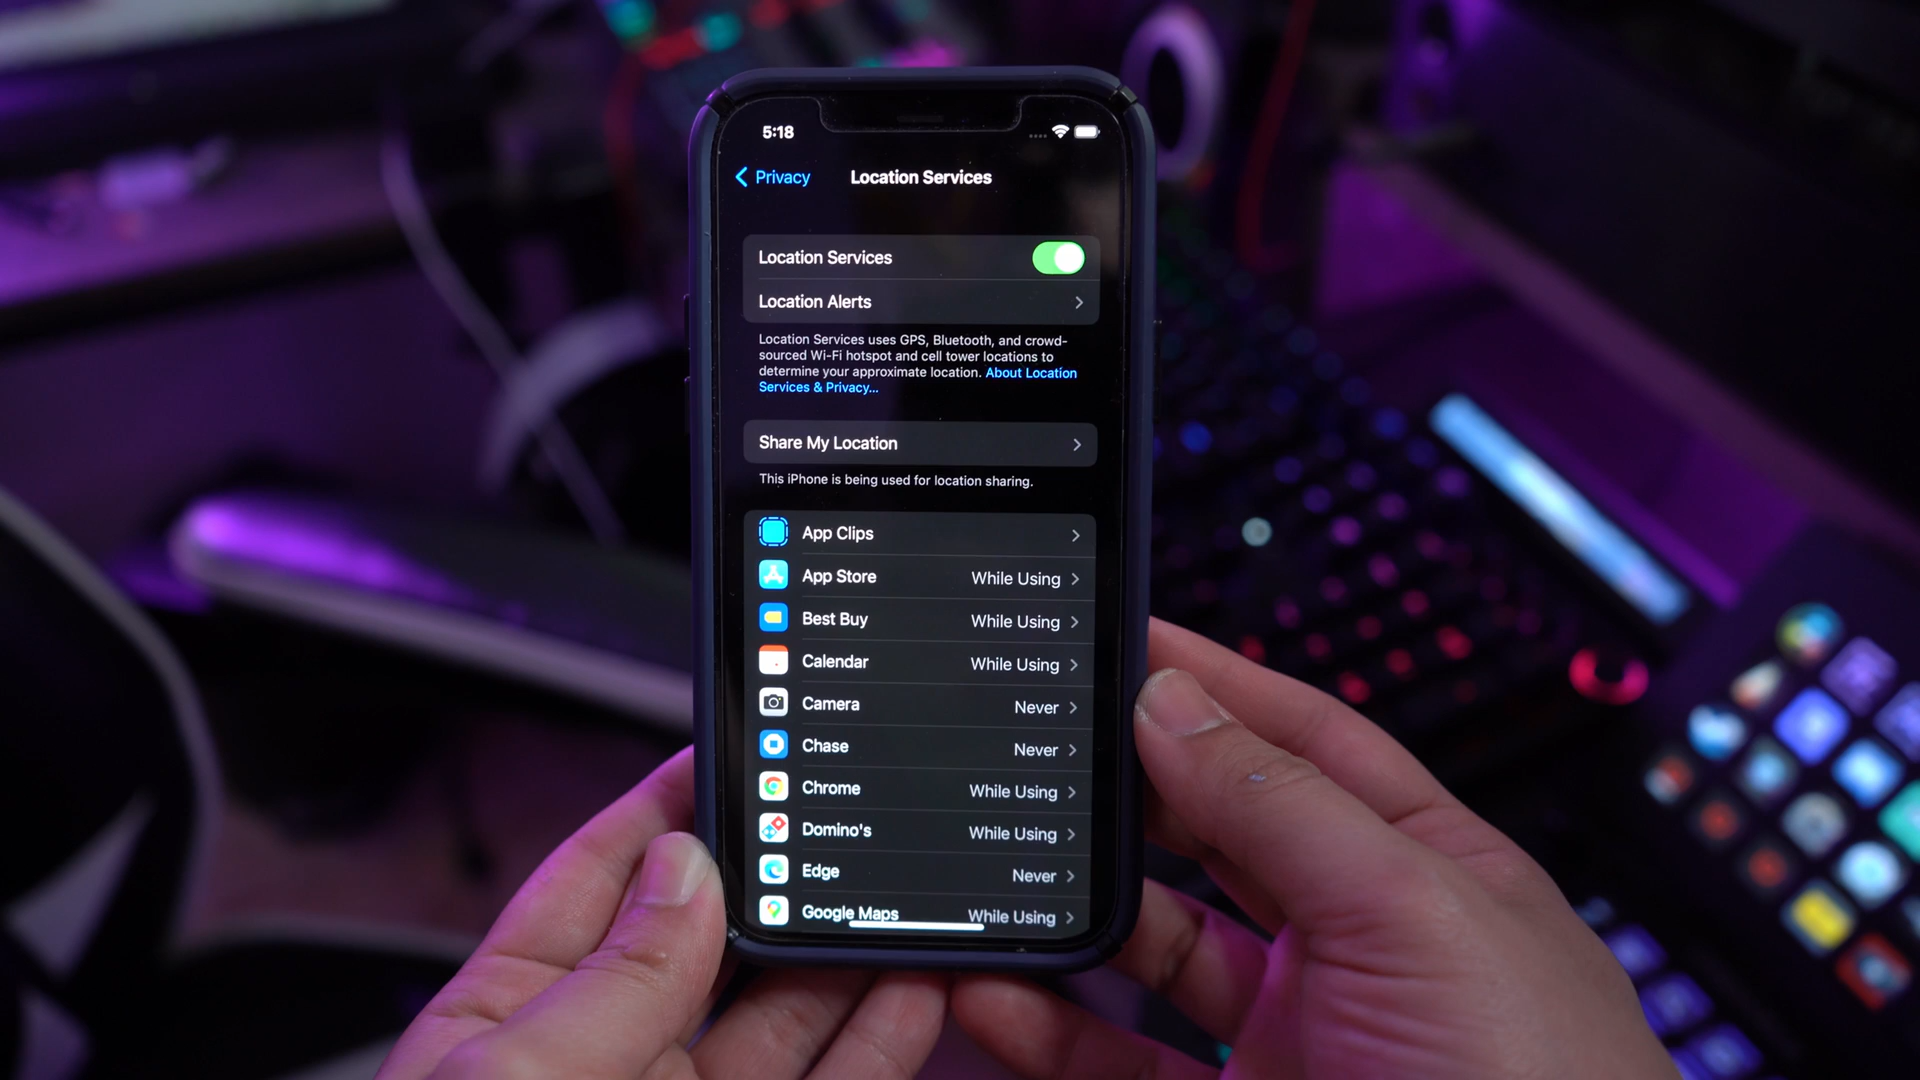 5:18
Privacy
Location Services
Location Services
Location Alerts
Location Services uses GPS, Bluetooth, and crowd-
sourced Wi-Fi hotspot and cell tower locations to
determine your approximate location. About Location
Services & Privacy...
Share My Location
This iPhone is being used for location sharing.
App Clips
App Store While Using
Best Buy While Using
Calendar While Using
Camera Never
Chase Never
Chrome While Using
Domino's While Using
Edge Never
Google Maps While Using